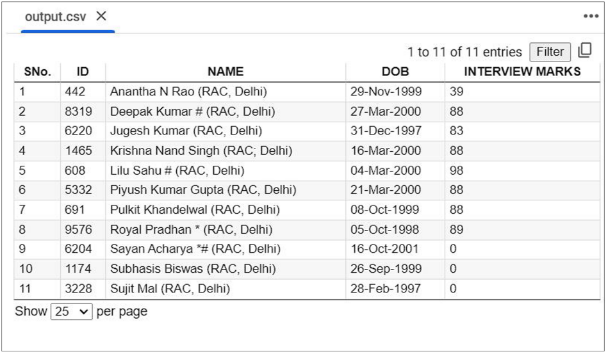 output.csv ×
1 to 11 of 11 entries Filter
SNo. ID NAME DOB INTERVIEW MARKS
1 442 Anantha N Rao (RAC, Delhi) 29-Nov-1999 39
2 8319 Deepak Kumar # (RAC, Delhi) 27-Mar-2000 88
3 6220 Jugesh Kumar (RAC, Delhi) 31-Dec-1997 83
4 1465 Krishna Nand Singh (RAC; Delhi) 16-Mar-2000 88
5 608 Lilu Sahu # (RAC, Delhi) 04-Mar-2000 98
6 5332 Piyush Kumar Gupta (RAC, Delhi) 21-Mar-2000 88
7 691 Pulkit Khandelwal (RAC, Delhi) 08-Oct-1999 88
8 9576 Royal Pradhan * (RAC, Delhi) 05-Oct-1998 89
9 6204 Sayan Acharya *# (RAC, Delhi) 16-Oct-2001 0
10 1174 Subhasis Biswas (RAC, Delhi) 26-Sep-1999 0
11 3228 Sujit Mal (RAC, Delhi) 28-Feb-1997 0
Show 25 per page